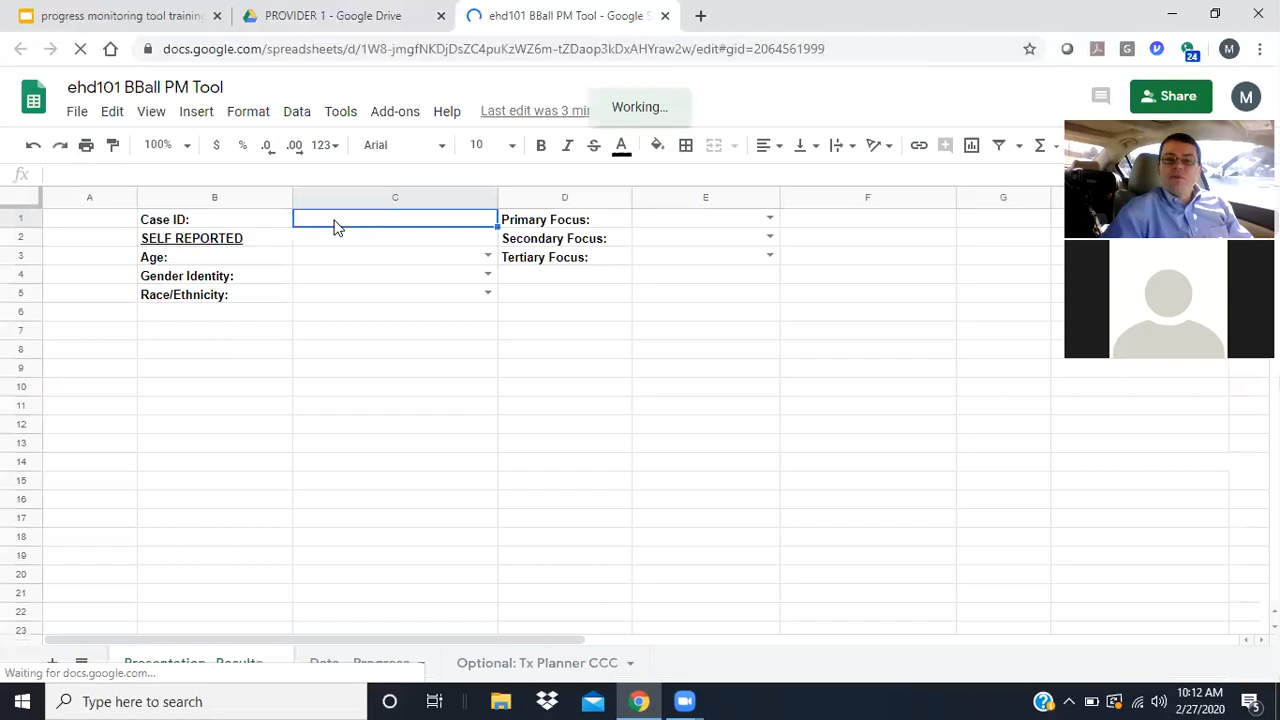 progress monitoring tool training
PROVIDER 1 - Google Drive
ehd101 BBall PM Tool - Google S
docs.google.com/spreadsheets/d/1W8-jmgfNKDjDsZC4puKzWZ6m-tZDaop3kDxAHYraw2w/edit#gid=2064561999
24
M
ehd101 BBall PM Tool
File Edit View Insert Format Data Tools Add-ons Help Last edit was 3 min
Working...
Share
M
100% $ % .0 .00 123 Arial 10 B I S A
fx
A B C D E F G
1 Case ID: Primary Focus:
2 SELF REPORTED Secondary Focus:
3 Age: Tertiary Focus:
4 Gender Identity:
5 Race/Ethnicity:
6
7
8
9
10
11
12
13
14
15
16
17
18
19
20
21
22
23
Presentation - Results Data - Progress Optional: Tx Planner CCC
Waiting for docs.google.com...
Type here to search
10:12 AM
2/27/2020
5